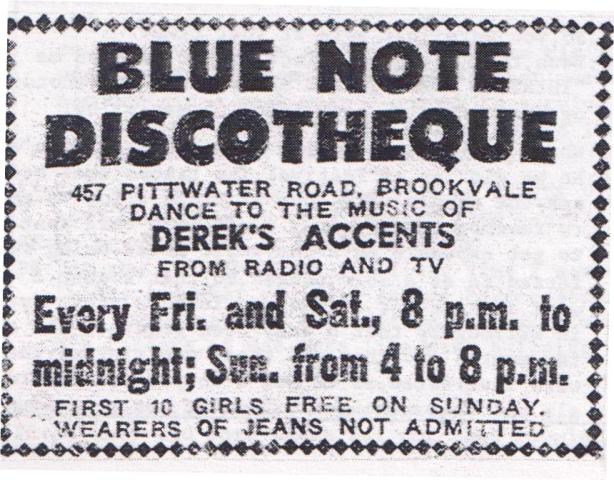 BLUE NOTE
DISCOTHEQUE
457 PITTWATER ROAD, BROOKVALE
DANCE TO THE MUSIC OF
DEREK'S ACCENTS
FROM RADIO AND TV
Every Fri. and Sat., 8 p.m. to
midnight; Sun. from 4 to 8 p.m.
FIRST 10 GIRLS FREE ON SUNDAY.
WEARERS OF JEANS NOT ADMITTED